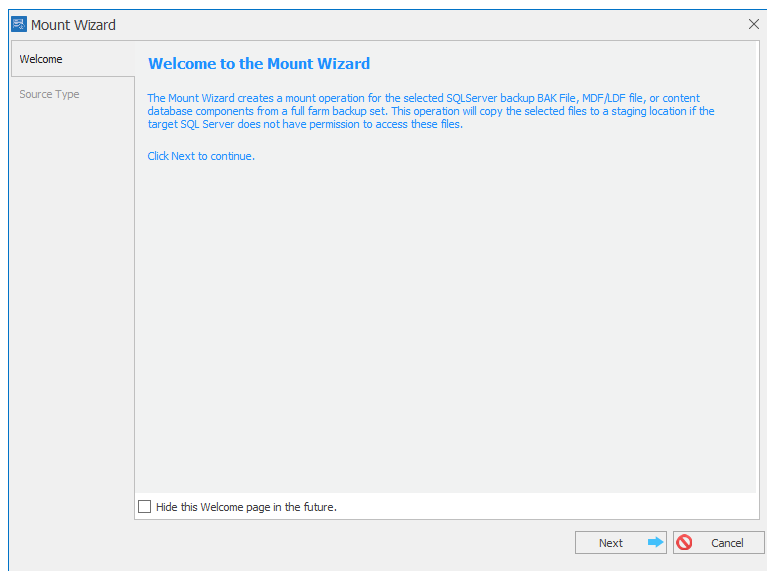 Mount Wizard
Welcome
Source Type
Welcome to the Mount Wizard
The Mount Wizard creates a mount operation for the selected SQLServer backup BAK File, MDF/LDF file, or content
database components from a full farm backup set. This operation will copy the selected files to a staging location if the
target SQL Server does not have permission to access these files.
Click Next to continue.
Hide this Welcome page in the future.
Next
Cancel